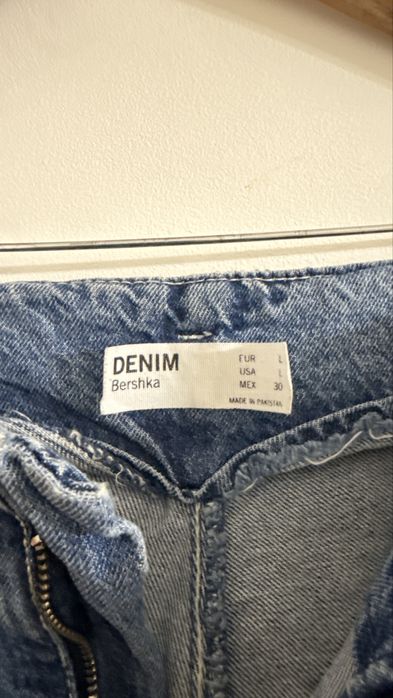 DENIM
Bershka
EUR L
USA L
MEX 30
MADE IN PAKISTAN